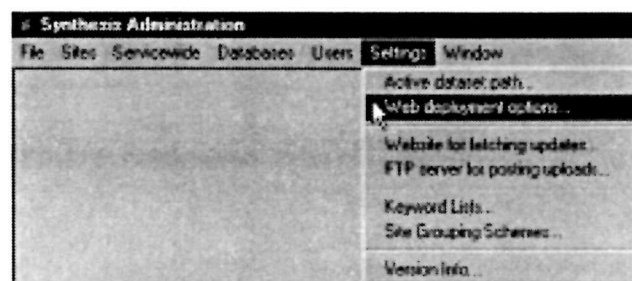 Synthesis Administration
File Sites Servicewide Databases Users Settings Window
Active dataset path...
Web deployment options...
Website for fetching updates...
FTP server for posting uploads...
Keyword Lists...
Site Grouping Schemes...
Version Info...